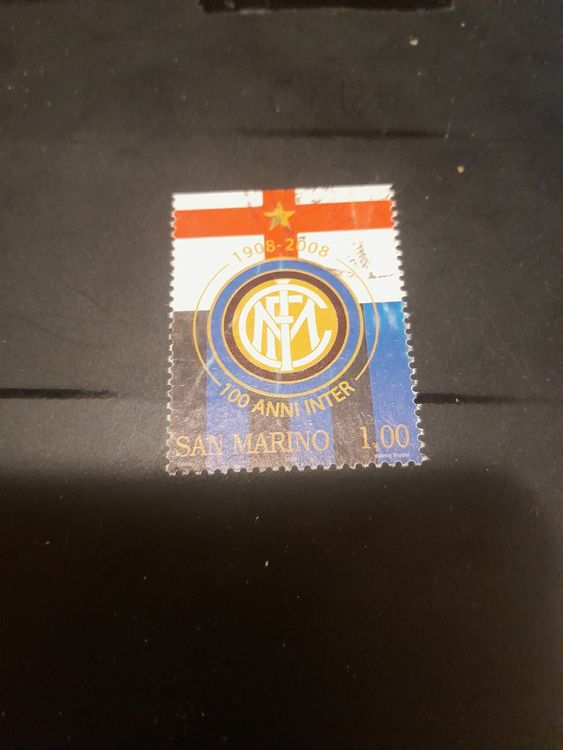 1908-2008
FCIM
100 ANNI INTER
SAN MARINO 1,00